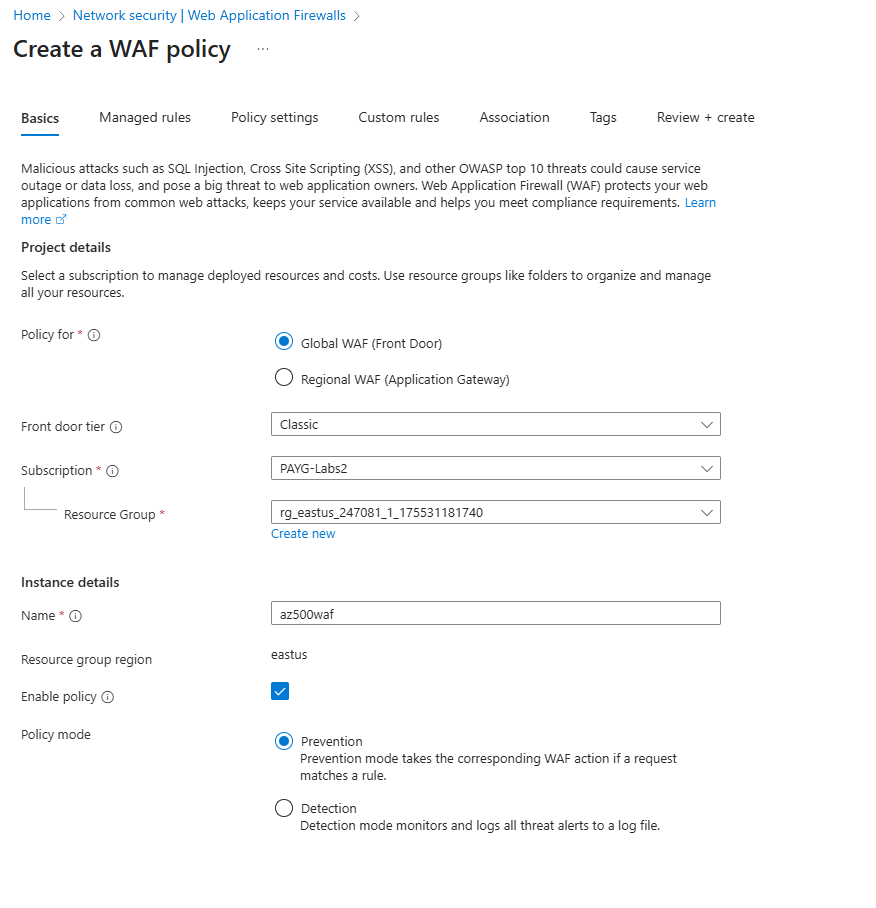 Home > Network security | Web Application Firewalls >
Create a WAF policy ...
Basics Managed rules Policy settings Custom rules Association Tags Review + create
Malicious attacks such as SQL Injection, Cross Site Scripting (XSS), and other OWASP top 10 threats could cause service
outage or data loss, and pose a big threat to web application owners. Web Application Firewall (WAF) protects your web
applications from common web attacks, keeps your service available and helps you meet compliance requirements. Learn
more
Project details
Select a subscription to manage deployed resources and costs. Use resource groups like folders to organize and manage
all your resources.
Policy for *
Global WAF (Front Door)
Regional WAF (Application Gateway)
Front door tier
Classic
Subscription *
PAYG-Labs2
Resource Group *
rg_eastus_247081_1_175531181740
Create new
Instance details
Name *
az500waf
Resource group region
eastus
Enable policy
Policy mode
Prevention
Prevention mode takes the corresponding WAF action if a request
matches a rule.
Detection
Detection mode monitors and logs all threat alerts to a log file.